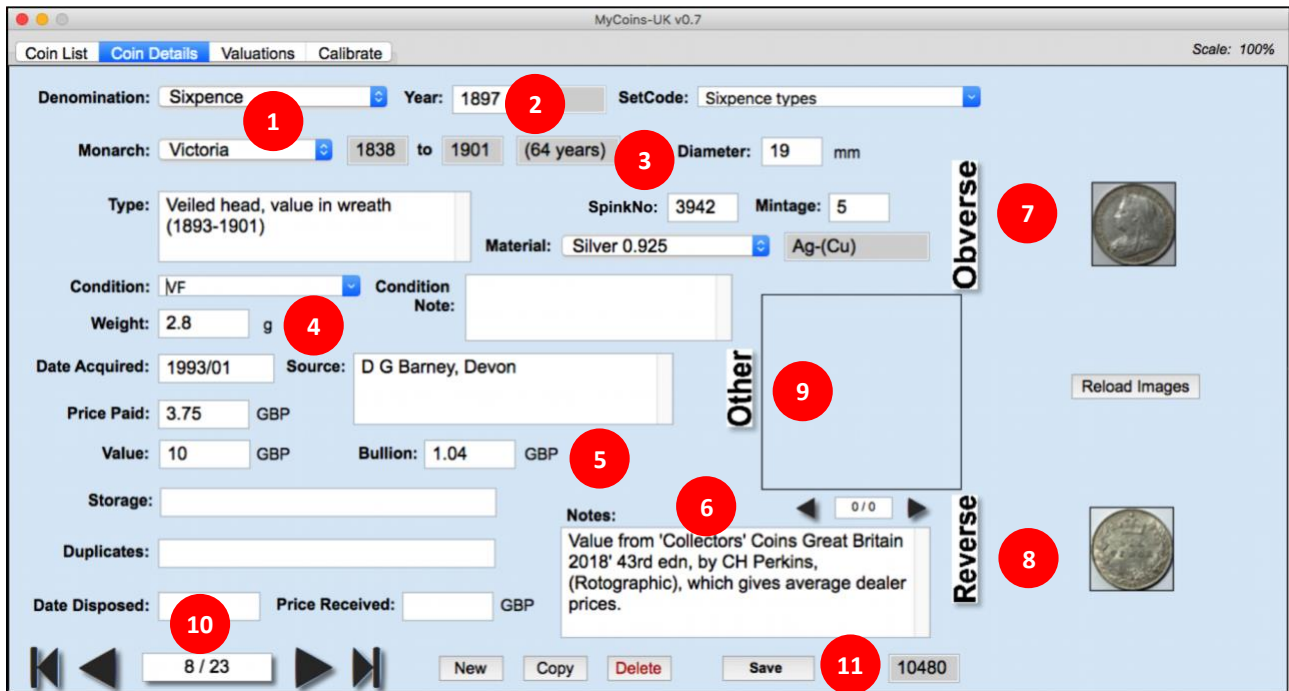 MyCoins-UK v0.7
Coin List Coin Details Valuations Calibrate Scale: 100%
Denomination: Sixpence Year: 1897 2 SetCode: Sixpence types
1
Monarch: Victoria 1838 to 1901 (64 years) 3 Diameter: 19 mm
Type: Veiled head, value in wreath
(1893-1901)
SpinkNo: 3942 Mintage: 5
Material: Silver 0.925 Ag-(Cu)
Obverse
7
Condition: VF
Condition
Note:
Weight: 2.8 g 4
Date Acquired: 1993/01 Source: D G Barney, Devon
Other
9
Reload Images
Price Paid: 3.75 GBP
Value: 10 GBP Bullion: 1.04 GBP 5
Storage:
6
0 / 0
Notes:
Value from 'Collectors' Coins Great Britain
2018' 43rd edn, by CH Perkins,
(Rotographic), which gives average dealer
prices.
Reverse
8
Duplicates:
Date Disposed: Price Received: GBP
10
8 / 23 New Copy Delete Save 11 10480